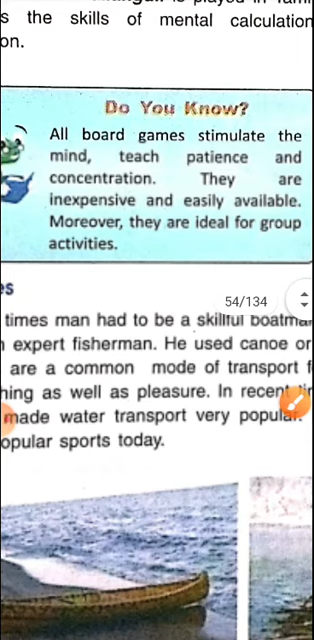 s the skills of mental calculation
on.
Do You Know?
All board games stimulate the
mind, teach patience and
concentration. They are
inexpensive and easily available.
Moreover, they are ideal for group
activities.
es
54/134
times man had to be a skillful boatman
expert fisherman. He used canoe or
are a common mode of transport f
hing as well as pleasure. In recent
made water transport very popular.
opular sports today.